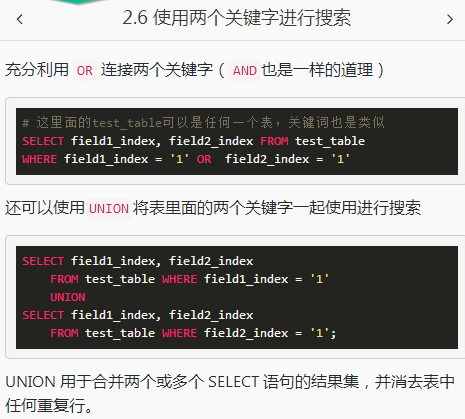 2.6 使用两个关键字进行搜索
充分利用 OR 连接两个关键字（ AND 也是一样的道理 ）
# 这里面的test_table可以是任何一个表，关键词也是类似
SELECT field1_index, field2_index FROM test_table
WHERE field1_index = '1' OR  field2_index = '1'
还可以使用 UNION 将表里面的两个关键字一起使用进行搜索
SELECT field1_index, field2_index
    FROM test_table WHERE field1_index = '1'
    UNION
SELECT field1_index, field2_index
    FROM test_table WHERE field2_index = '1';
UNION 用于合并两个或多个 SELECT 语句的结果集，并消去表中
任何重复行。